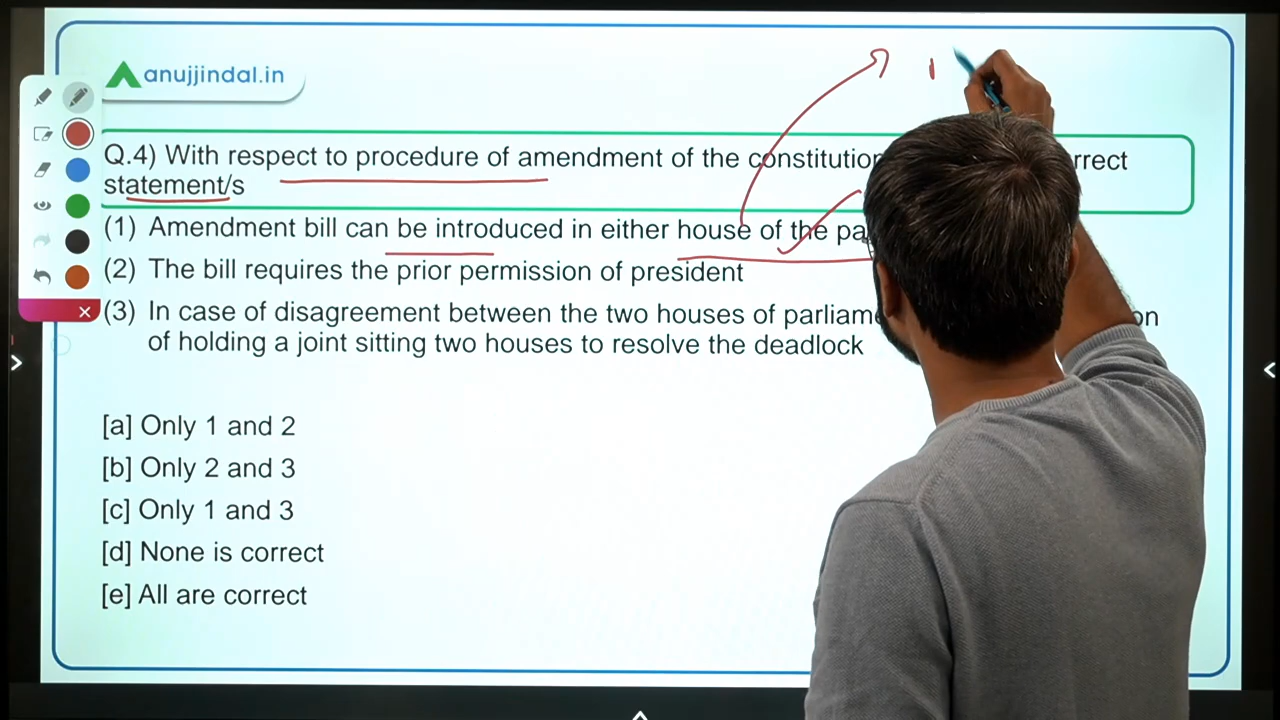 anujjindal.in
Q.4) With respect to procedure of amendment of the constitution rrect
statement/s
(1) Amendment bill can be introduced in either house of the pa
(2) The bill requires the prior permission of president
(3) In case of disagreement between the two houses of parliame on
of holding a joint sitting two houses to resolve the deadlock
[a] Only 1 and 2
[b] Only 2 and 3
[c] Only 1 and 3
[d] None is correct
[e] All are correct